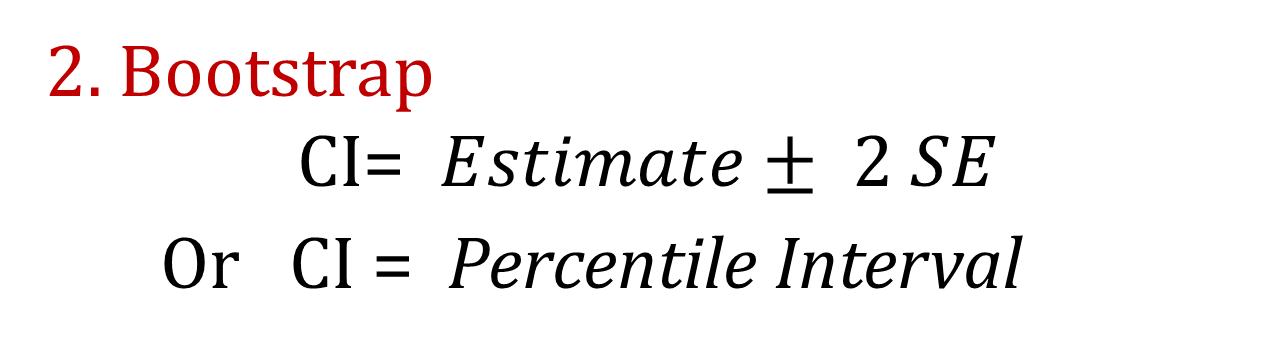 2. Bootstrap
CI= Estimate ± 2 SE
Or CI = Percentile Interval